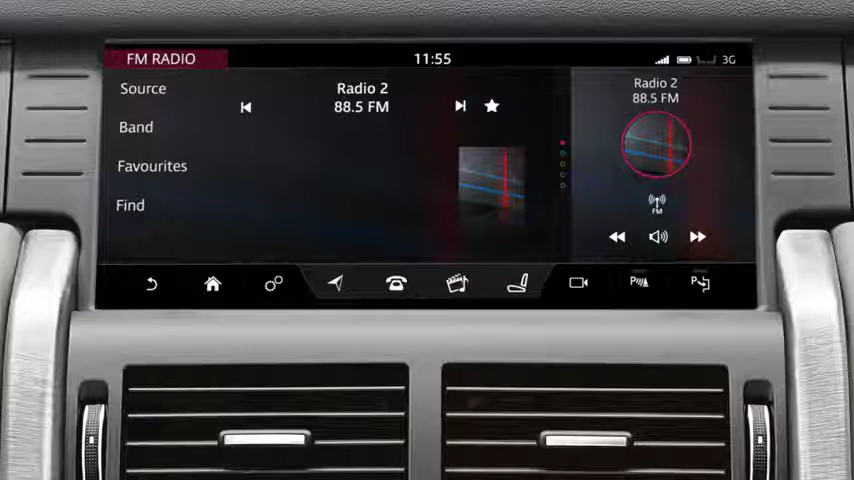 FM RADIO
11:55
3G
Source
Band
Favourites
Find
Radio 2
88.5 FM
Radio 2
88.5 FM
FM
P
P